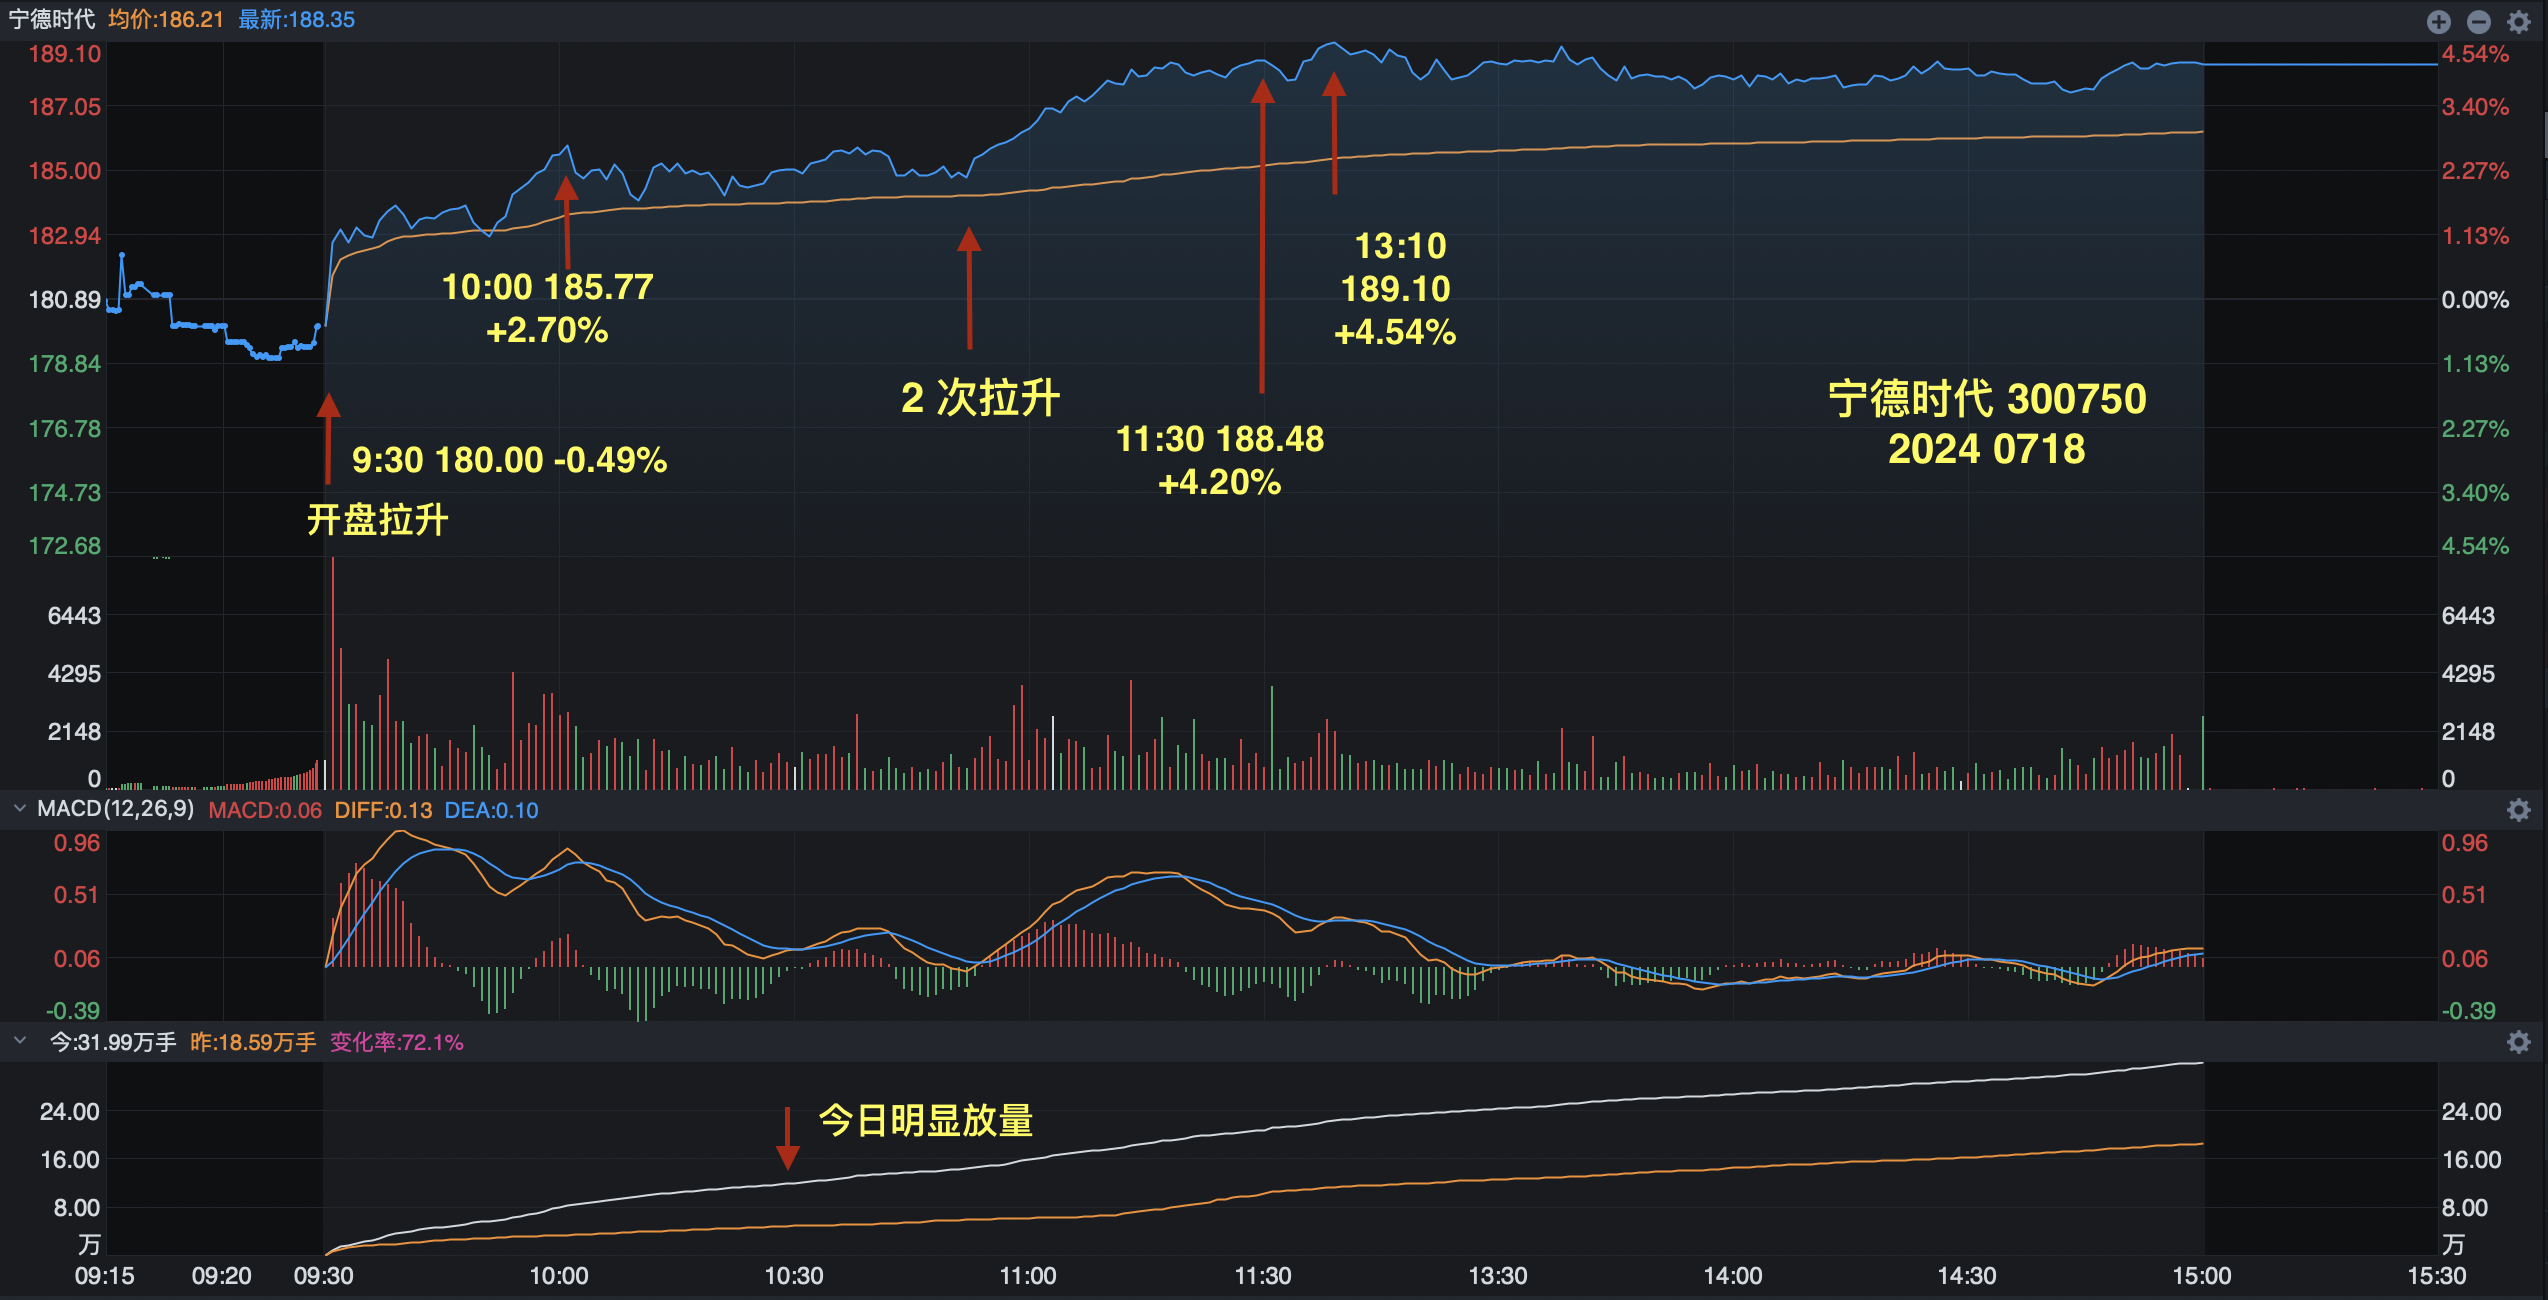 宁德时代 均价:186.21 最新:188.35
189.10 4.54%
187.05 3.40%
185.00 2.27%
182.94 1.13%
180.89 0.00%
178.84 1.13%
176.78 2.27%
174.73 3.40%
172.68 4.54%
10:00 185.77
+2.70%
13:10
189.10
+4.54%
2 次拉升
9:30 180.00 -0.49%
开盘拉升
11:30 188.48
+4.20%
宁德时代 300750
2024 0718
6443 6443
4295 4295
2148 2148
0 0
MACD(12,26,9) MACD:0.06 DIFF:0.13 DEA:0.10
0.96 0.96
0.51 0.51
0.06 0.06
-0.39 -0.39
今:31.99万手 昨:18.59万手 变化率:72.1%
今日明显放量
24.00 24.00
16.00 16.00
8.00 8.00
万 万
09:15 09:20 09:30 10:00 10:30 11:00 11:30 13:30 14:00 14:30 15:00 15:30